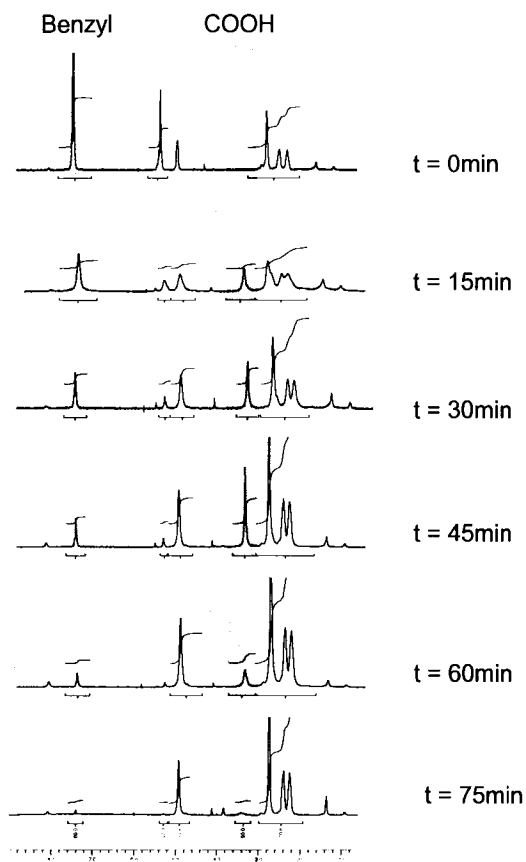 Benzyl COOH
t = 0min
t = 15min
t = 30min
t = 45min
t = 60min
t = 75min